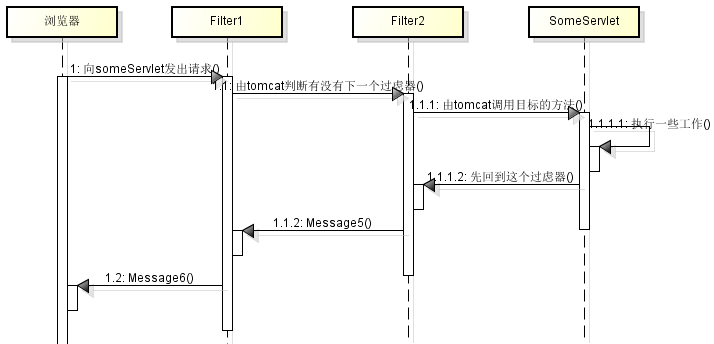 浏览器
Filter1
Filter2
SomeServlet
1: 向someServlet发出请求()
1.1: 由tomcat判断有没有下一个过虑器()
1.1.1: 由tomcat调用目标的方法()
1.1.1.1: 执行一些工作()
1.1.1.2: 先回到这个过虑器()
1.1.2: Message5()
1.2: Message6()